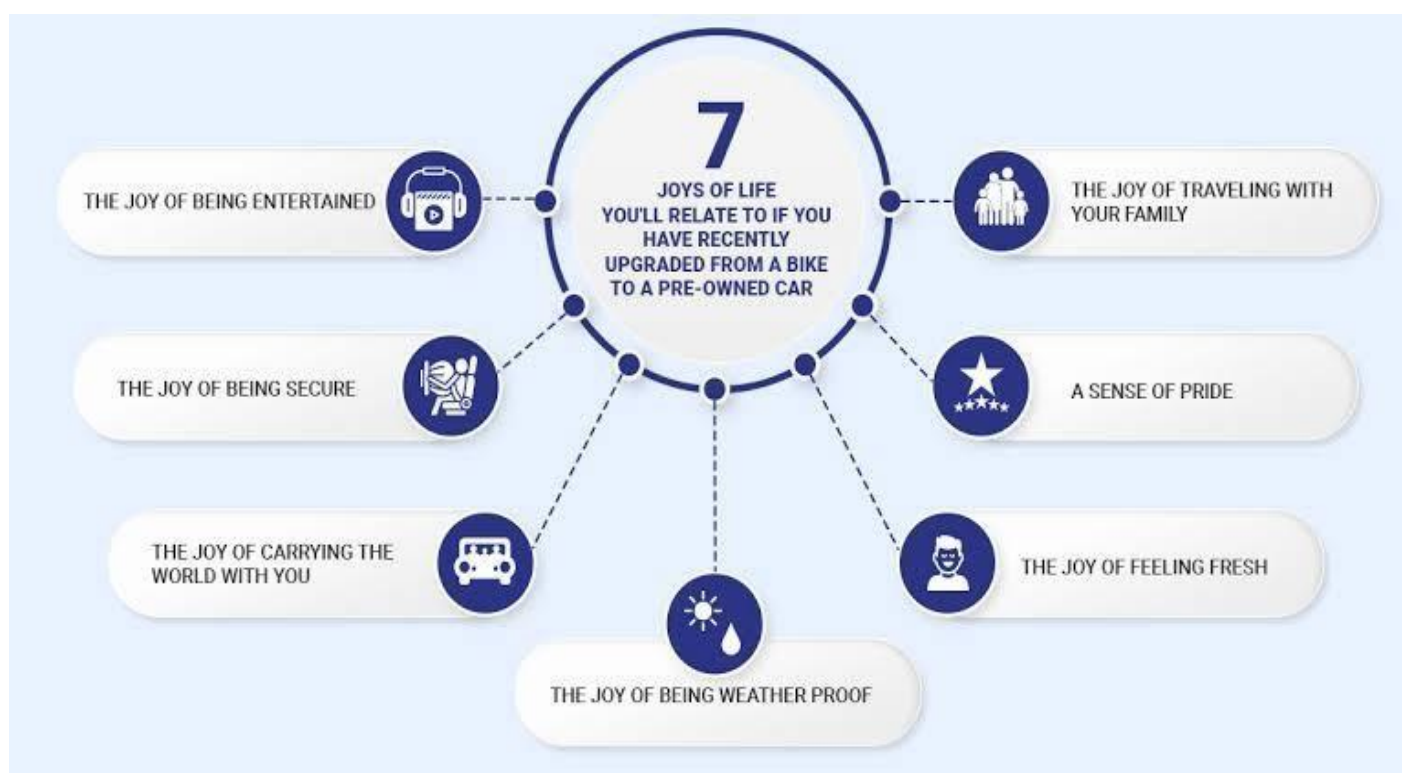 7
JOYS OF LIFE
YOU'LL RELATE TO IF YOU
HAVE RECENTLY
UPGRADED FROM A BIKE
TO A PRE-OWNED CAR
THE JOY OF BEING ENTERTAINED
THE JOY OF BEING SECURE
THE JOY OF CARRYING THE
WORLD WITH YOU
THE JOY OF BEING WEATHER PROOF
THE JOY OF FEELING FRESH
A SENSE OF PRIDE
THE JOY OF TRAVELING WITH
YOUR FAMILY